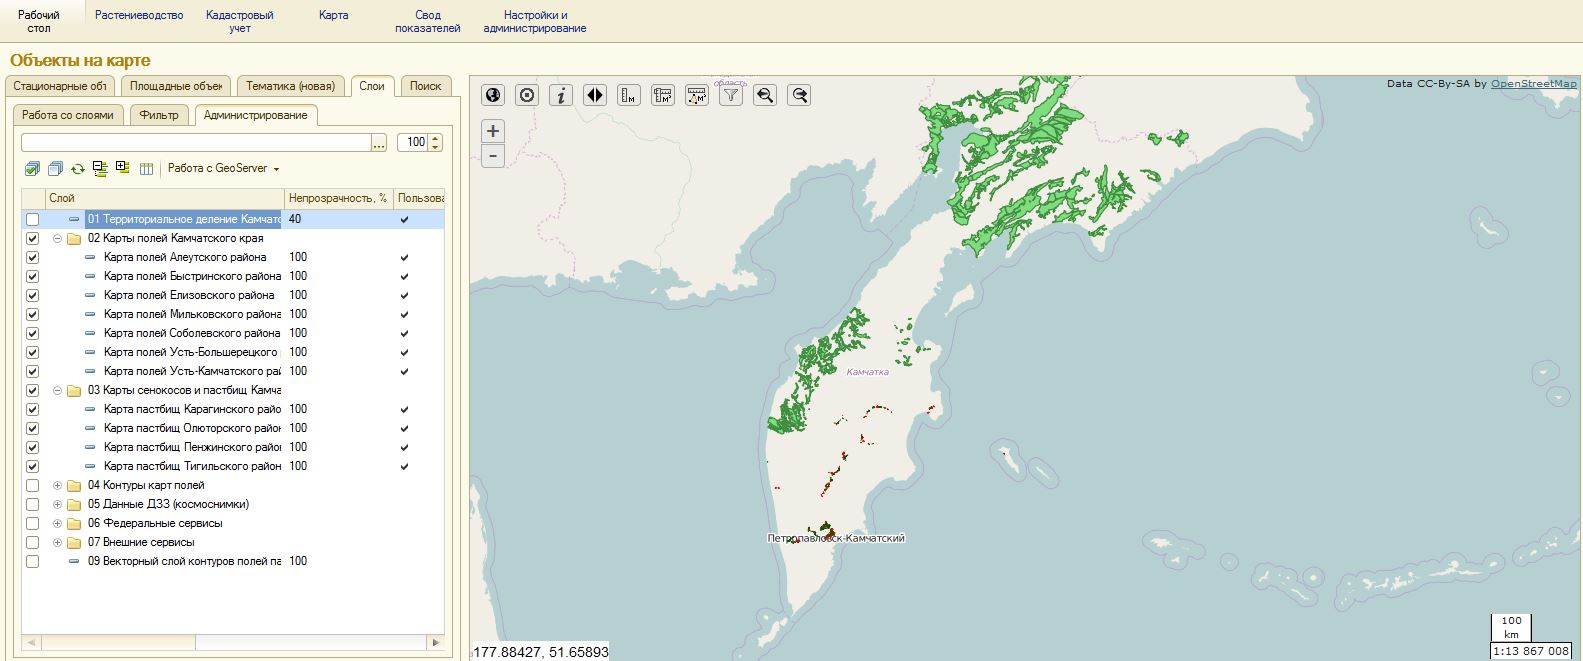 Рабочий стол
Растениеводство
Кадастровый учет
Карта
Свод показателей
Настройки и администрирование
Объекты на карте
Стационарные объ
Площадные объек
Тематика (новая)
Слои
Поиск
Работа со слоями
Фильтр
Администрирование
... 100
Работа с GeoServer
Слой Непрозрачность, % Пользова
01 Территориальное деление Камчатс 40
02 Карты полей Камчатского края
Карта полей Алеутского района 100
Карта полей Быстринского района 100
Карта полей Елизовского района 100
Карта полей Мильковского района 100
Карта полей Соболевского района 100
Карта полей Усть-Большерецкого 100
Карта полей Усть-Камчатского рай 100
03 Карты сенокосов и пастбищ Камча
Карта пастбищ Карагинского райо 100
Карта пастбищ Олюторского район 100
Карта пастбищ Пенжинского район 100
Карта пастбищ Тигильского район 100
04 Контуры карт полей
05 Данные ДЗЗ (космоснимки)
06 Федеральные сервисы
07 Внешние сервисы
09 Векторный слой контуров полей па 100
область
Data CC-By-SA by OpenStreetMap
+
-
Камчатка
Петропавловск-Камчатский
177.88427, 51.65893
100 km
1:13 867 008